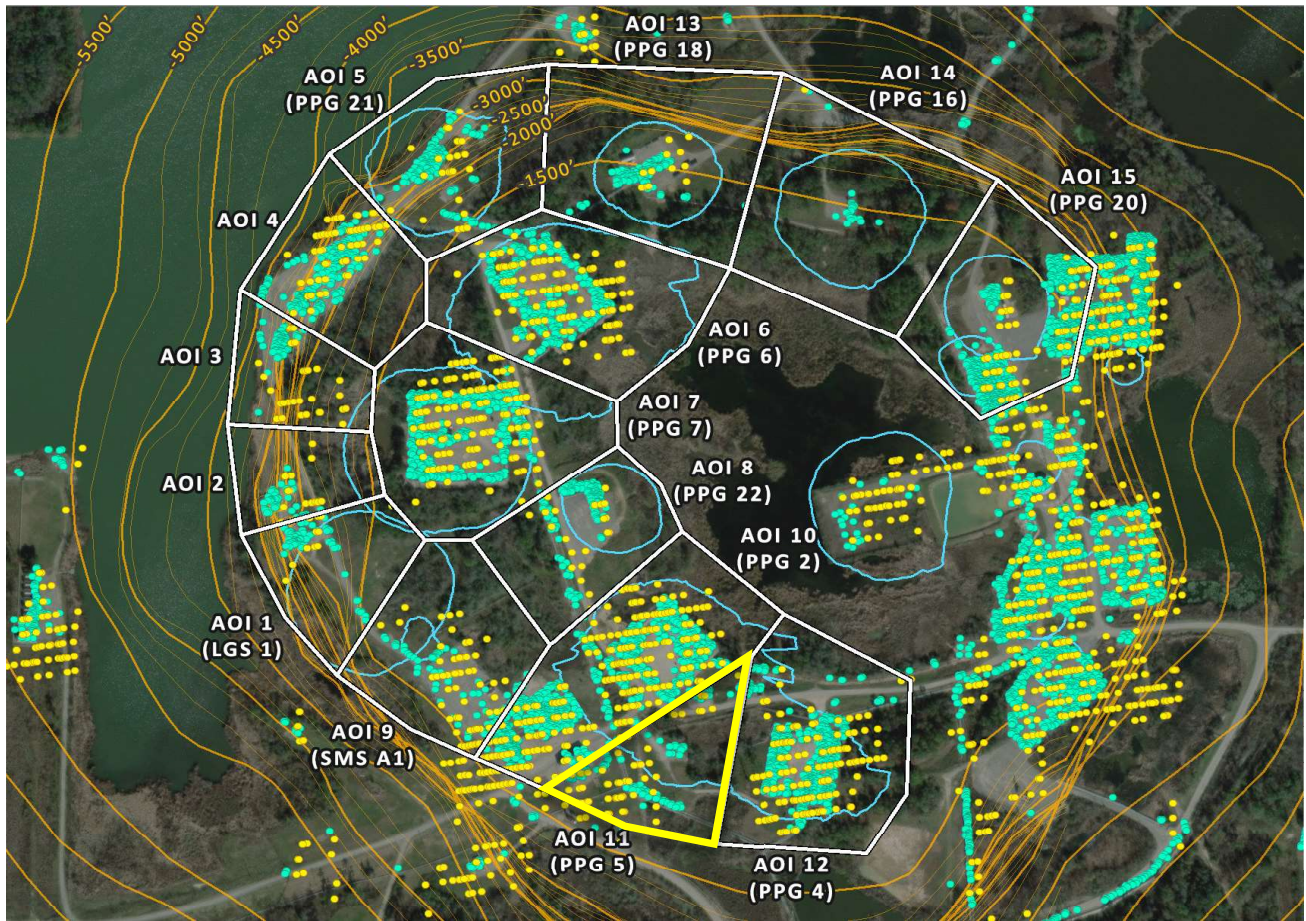 -5500'
-5000'
-4500'
-4000'
-3500'
-3000'
-2500'
-2000'
-1500'
AOI 13
(PPG 18)
AOI 5
(PPG 21)
AOI 14
(PPG 16)
AOI 15
(PPG 20)
AOI 4
AOI 3
AOI 6
(PPG 6)
AOI 7
(PPG 7)
AOI 2
AOI 8
(PPG 22)
AOI 10
(PPG 2)
AOI 1
(LGS 1)
AOI 9
(SMS A1)
AOI 11
(PPG 5)
AOI 12
(PPG 4)